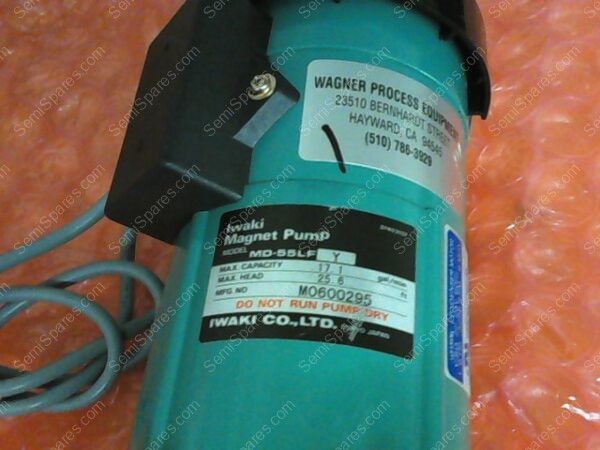 WAGNER PROCESS EQUIPMENT
23510 BERNHARDT STREET
HAYWARD, CA 94545
(510) 786-3929
Iwaki
Magnet Pump
MODEL MD-55LF Y
MAX. CAPACITY 17.1 gal/min
MAX. HEAD 25.6 ft
MFG. NO M0600295
DO NOT RUN PUMP DRY
IWAKI CO., LTD. JAPAN
SemiSpares.com